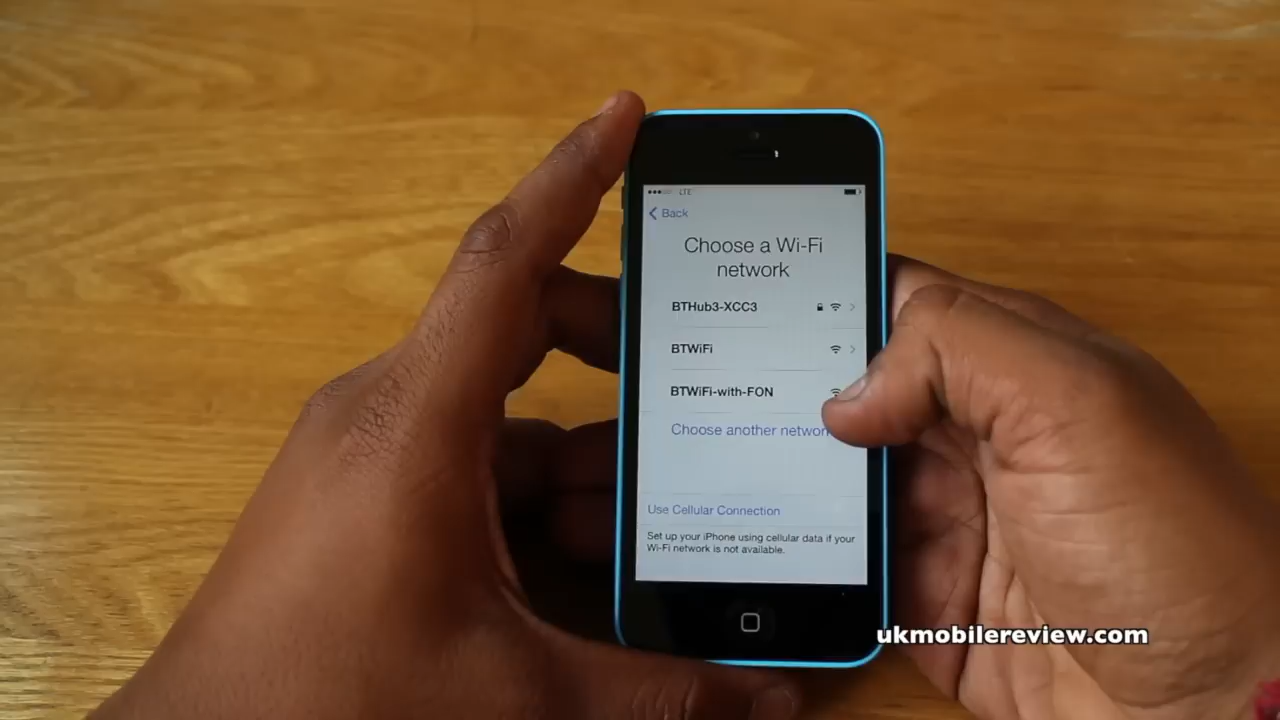 LTE
Back
Choose a Wi-Fi
network
BTHub3-XCC3
BTWiFi
BTWiFi-with-FON
Choose another network
Use Cellular Connection
Set up your iPhone using cellular data if your
Wi-Fi network is not available.
ukmobilereview.com